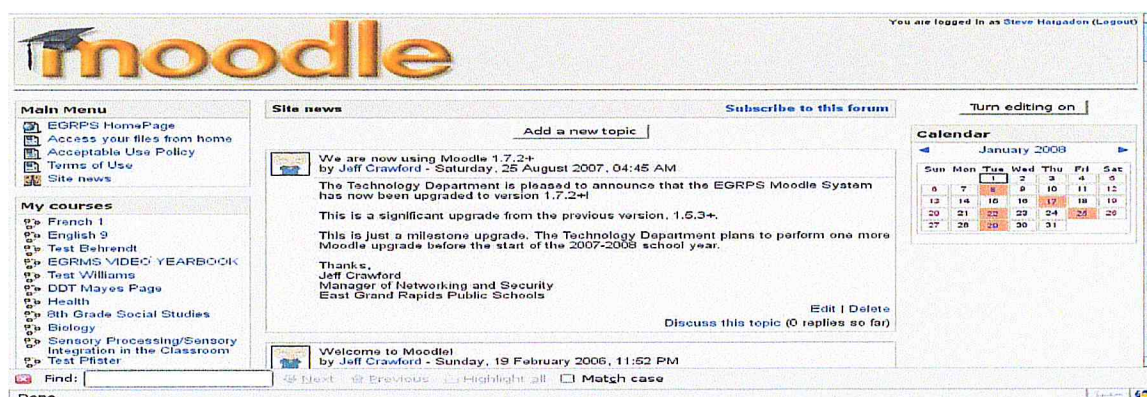 moodle
You are logged in as Steve Hargadon (Logout)
Main Menu
EGRPS HomePage
Access your files from home
Acceptable Use Policy
Terms of Use
Site news
My courses
French 1
English 9
Test Behrendt
EGRMS VIDEO YEARBOOK
Test Williams
DDT Mayes Page
Health
8th Grade Social Studies
Biology
Sensory Processing/Sensory
Integration in the Classroom
Test Pfister
Site news
Subscribe to this forum
Add a new topic
We are now using Moodle 1.7.2+
by Jeff Crawford - Saturday, 25 August 2007, 04:45 AM
The Technology Department is pleased to announce that the EGRPS Moodle System
has now been upgraded to version 1.7.2+!
This is a significant upgrade from the previous version, 1.5.3+.
This is just a milestone upgrade. The Technology Department plans to perform one more
Moodle upgrade before the start of the 2007-2008 school year.
Thanks,
Jeff Crawford
Manager of Networking and Security
East Grand Rapids Public Schools
Edit | Delete
Discuss this topic (0 replies so far)
Welcome to Moodle!
by Jeff Crawford - Sunday, 19 February 2006, 11:52 PM
Turn editing on
Calendar
January 2008
Sun Mon Tue Wed Thu Fri Sat
1 2 3 4 5
6 7 8 9 10 11 12
13 14 15 16 17 18 19
20 21 22 23 24 25 26
27 28 29 30 31
Find:
Next Previous Highlight all Match case
Done